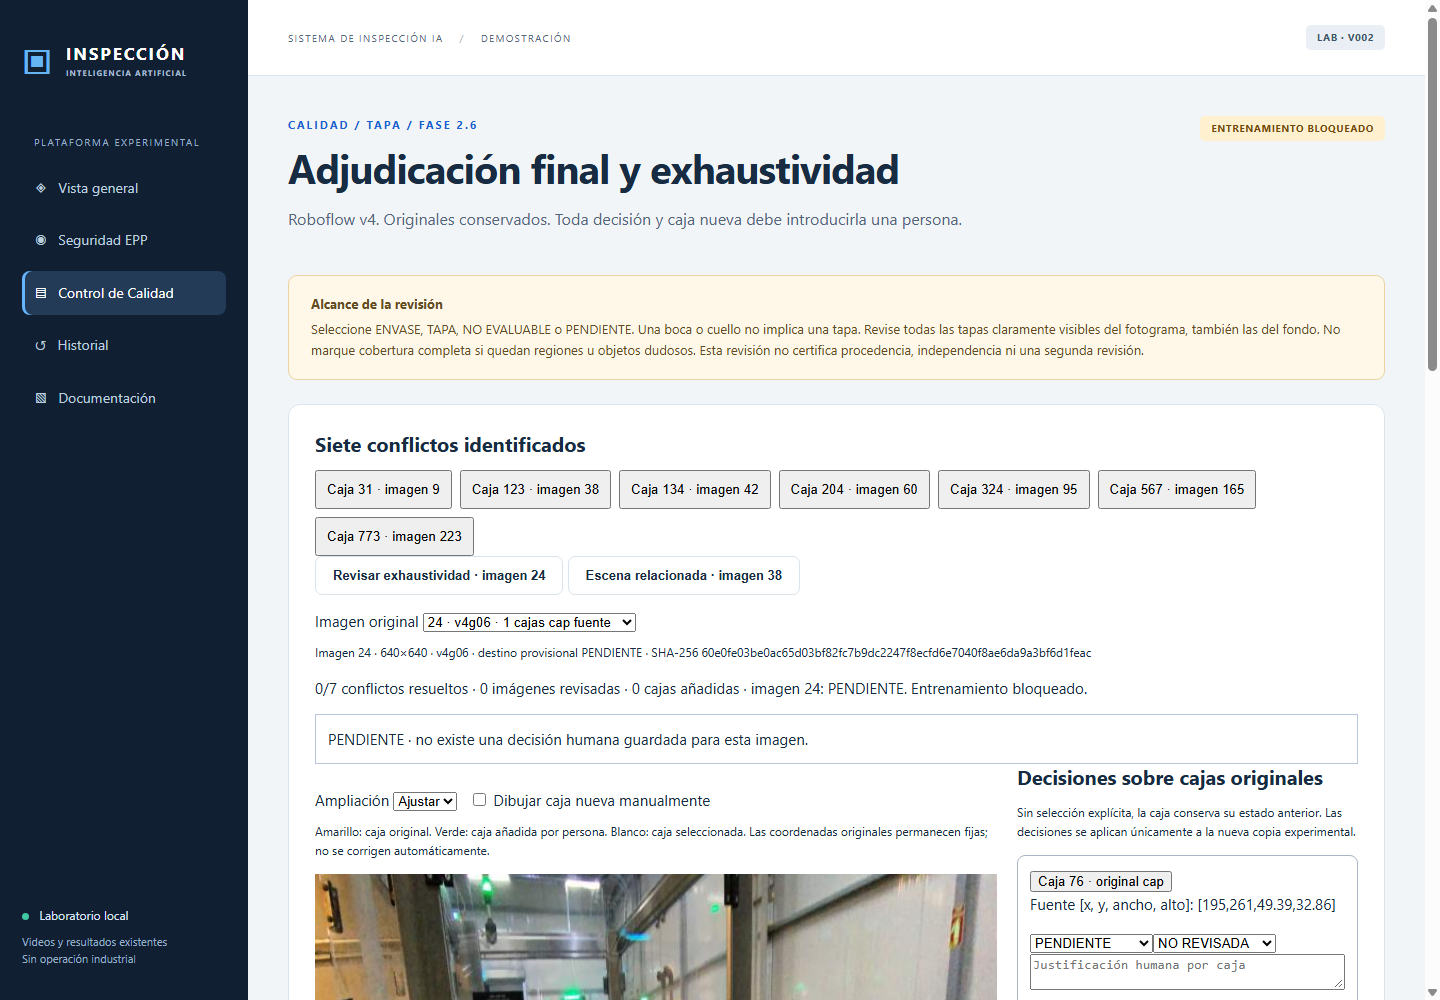 INSPECCIÓN
INTELIGENCIA ARTIFICIAL
PLATAFORMA EXPERIMENTAL
Vista general
Seguridad EPP
Control de Calidad
Historial
Documentación
Laboratorio local
Videos y resultados existentes
Sin operación industrial
SISTEMA DE INSPECCIÓN IA / DEMOSTRACIÓN
LAB · V002
CALIDAD / TAPA / FASE 2.6
ENTRENAMIENTO BLOQUEADO
Adjudicación final y exhaustividad
Roboflow v4. Originales conservados. Toda decisión y caja nueva debe introducirla una persona.
Alcance de la revisión
Seleccione ENVASE, TAPA, NO EVALUABLE o PENDIENTE. Una boca o cuello no implica una tapa. Revise todas las tapas claramente visibles del fotograma, también las del fondo. No
marque cobertura completa si quedan regiones u objetos dudosos. Esta revisión no certifica procedencia, independencia ni una segunda revisión.
Siete conflictos identificados
Caja 31 · imagen 9
Caja 123 · imagen 38
Caja 134 · imagen 42
Caja 204 · imagen 60
Caja 324 · imagen 95
Caja 567 · imagen 165
Caja 773 · imagen 223
Revisar exhaustividad · imagen 24
Escena relacionada · imagen 38
Imagen original 24 · v4g06 · 1 cajas cap fuente
Imagen 24 · 640×640 · v4g06 · destino provisional PENDIENTE · SHA-256 60e0fe03be0ac65d03bf82fc7b9dc2247f8ecfd6e7040f8ae6da9a3bf6d1feac
0/7 conflictos resueltos · 0 imágenes revisadas · 0 cajas añadidas · imagen 24: PENDIENTE. Entrenamiento bloqueado.
PENDIENTE · no existe una decisión humana guardada para esta imagen.
Ampliación Ajustar Dibujar caja nueva manualmente
Amarillo: caja original. Verde: caja añadida por persona. Blanco: caja seleccionada. Las coordenadas originales permanecen fijas;
no se corrigen automáticamente.
Decisiones sobre cajas originales
Sin selección explícita, la caja conserva su estado anterior. Las
decisiones se aplican únicamente a la nueva copia experimental.
Caja 76 · original cap
Fuente [x, y, ancho, alto]: [195,261,49.39,32.86]
PENDIENTE NO REVISADA
Justificación humana por caja